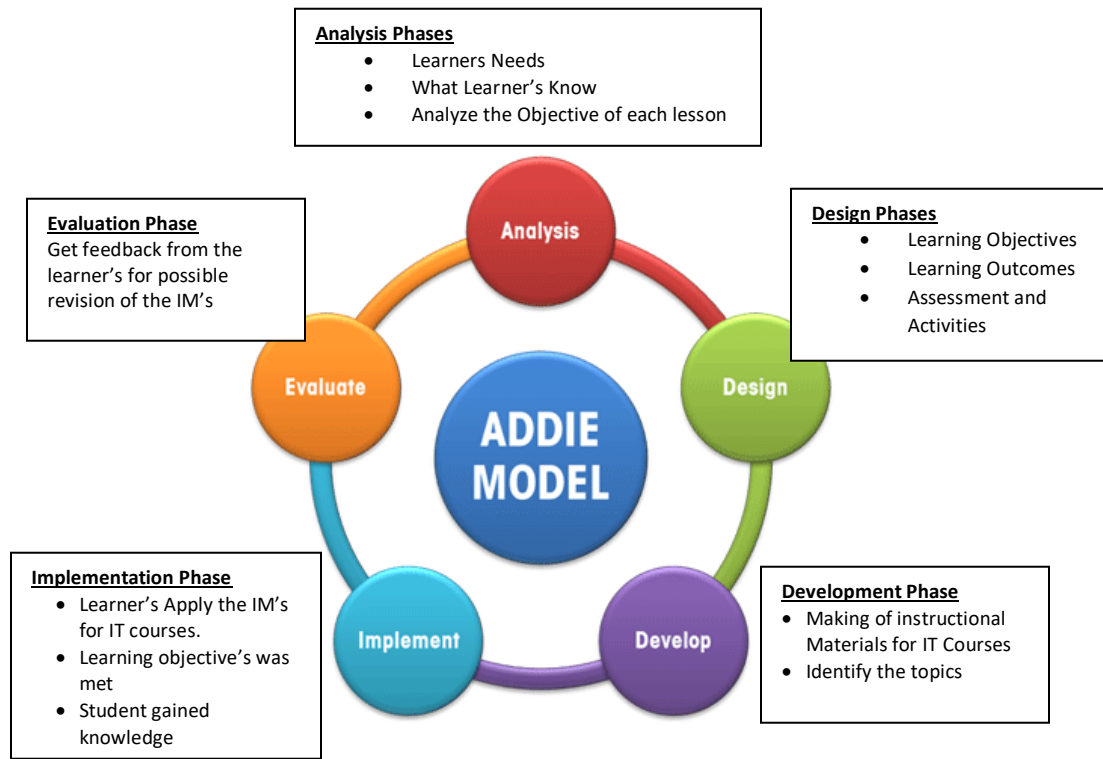 Analysis Phases
• Learners Needs
• What Learner’s Know
• Analyze the Objective of each lesson
Analysis
Evaluation Phase
Get feedback from the
learner’s for possible
revision of the IM’s
Design Phases
• Learning Objectives
• Learning Outcomes
• Assessment and
Activities
Evaluate
Design
ADDIE
MODEL
Implementation Phase
• Learner’s Apply the IM’s
for IT courses.
• Learning objective’s was
met
• Student gained
knowledge
Implement
Develop
Development Phase
• Making of instructional
Materials for IT Courses
• Identify the topics